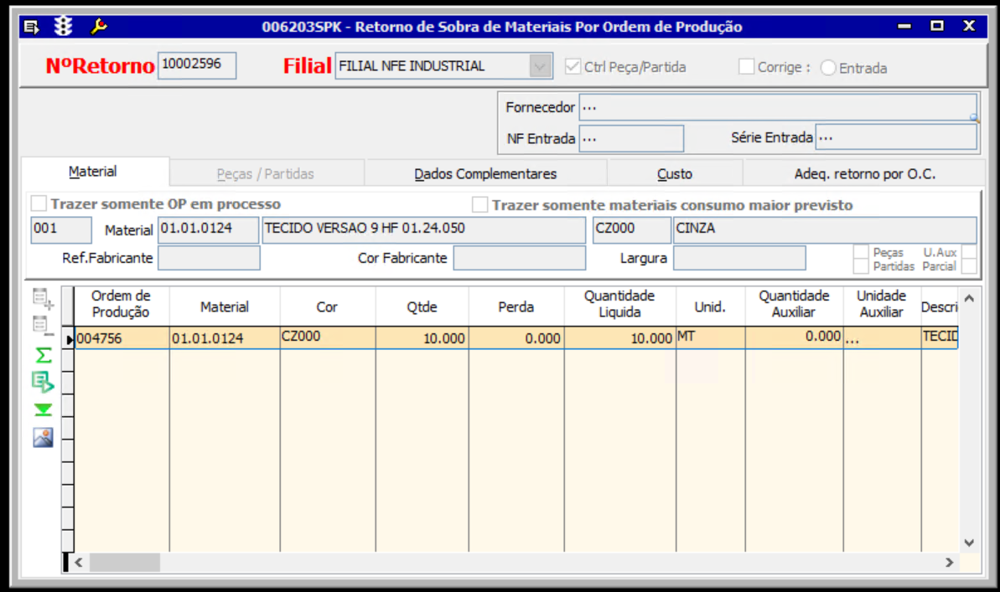 006203SPK - Retorno de Sobra de Materiais Por Ordem de Produção
NºRetorno 10002596 Filial FILIAL NFE INDUSTRIAL Ctrl Peça/Partida Corrige : Entrada
Fornecedor ...
NF Entrada ... Série Entrada ...
Material Peças / Partidas Dados Complementares Custo Adeq. retorno por O.C.
Trazer somente OP em processo Trazer somente materiais consumo maior previsto
001 Material 01.01.0124 TECIDO VERSAO 9 HF 01.24.050 CZ000 CINZA
Ref.Fabricante Cor Fabricante Largura Peças U.Aux
Partidas Parcial
Ordem de Produção Material Cor Qtde Perda Quantidade Liquida Unid. Quantidade Auxiliar Unidade Auxiliar Descri
004756 01.01.0124 CZ000 10.000 0.000 10.000 MT 0.000 ... TECID